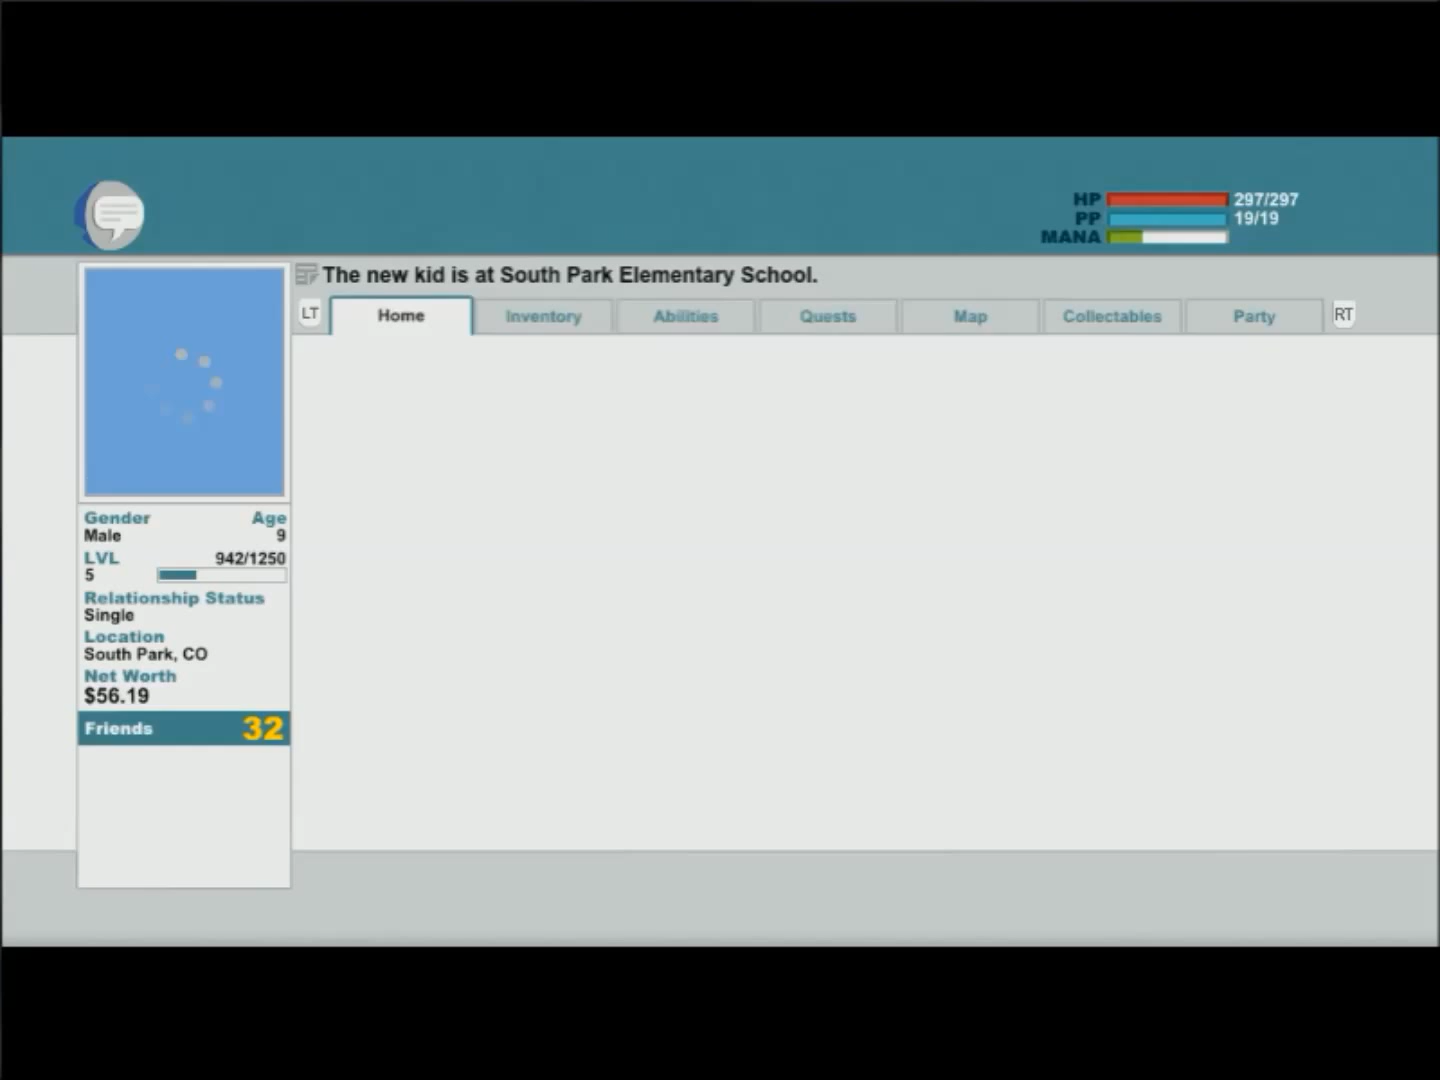 HP 297/297
PP 19/19
MANA
The new kid is at South Park Elementary School.
LT Home Inventory Abilities Quests Map Collectables Party RT
Gender Age
Male 9
LVL 942/1250
5
Relationship Status
Single
Location
South Park, CO
Net Worth
$56.19
Friends 32